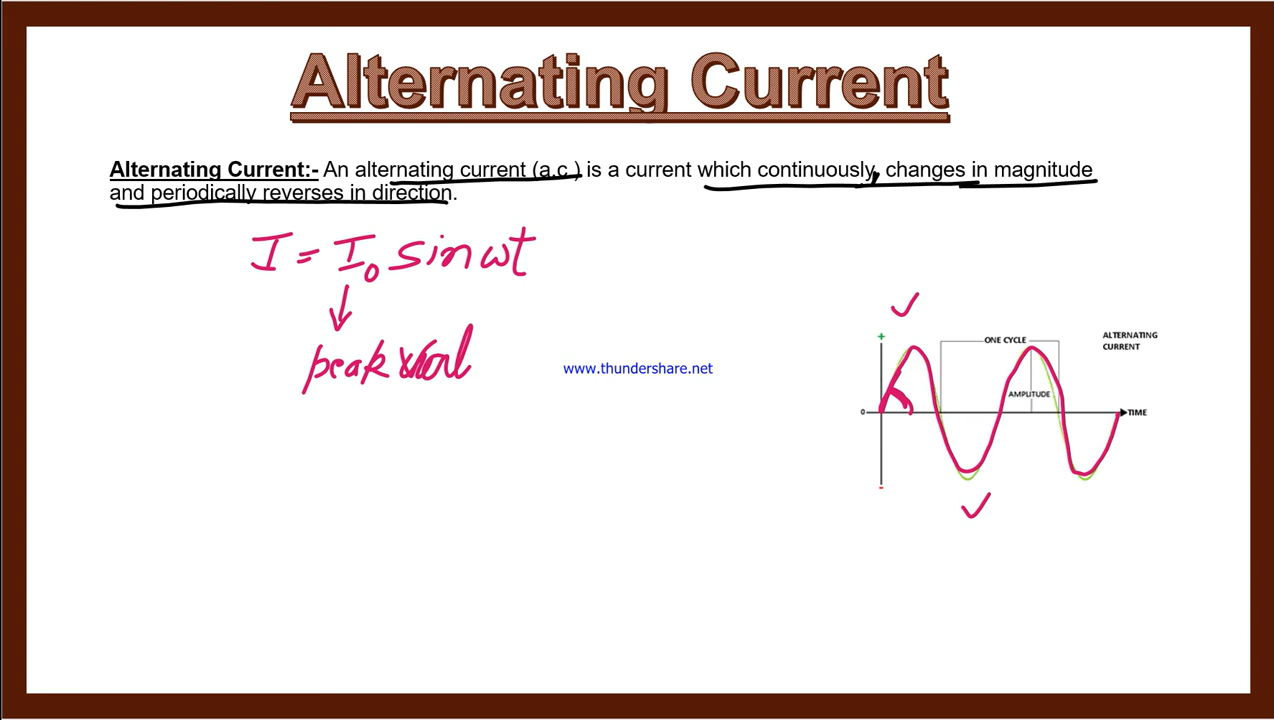 Alternating Current
Alternating Current:- An alternating current (a.c.) is a current which continuously, changes in magnitude
and periodically reverses in direction.
I = I₀ sin ωt
peak
www.thundershare.net
+
ONE CYCLE
ALTERNATING
CURRENT
AMPLITUDE
0
TIME
-